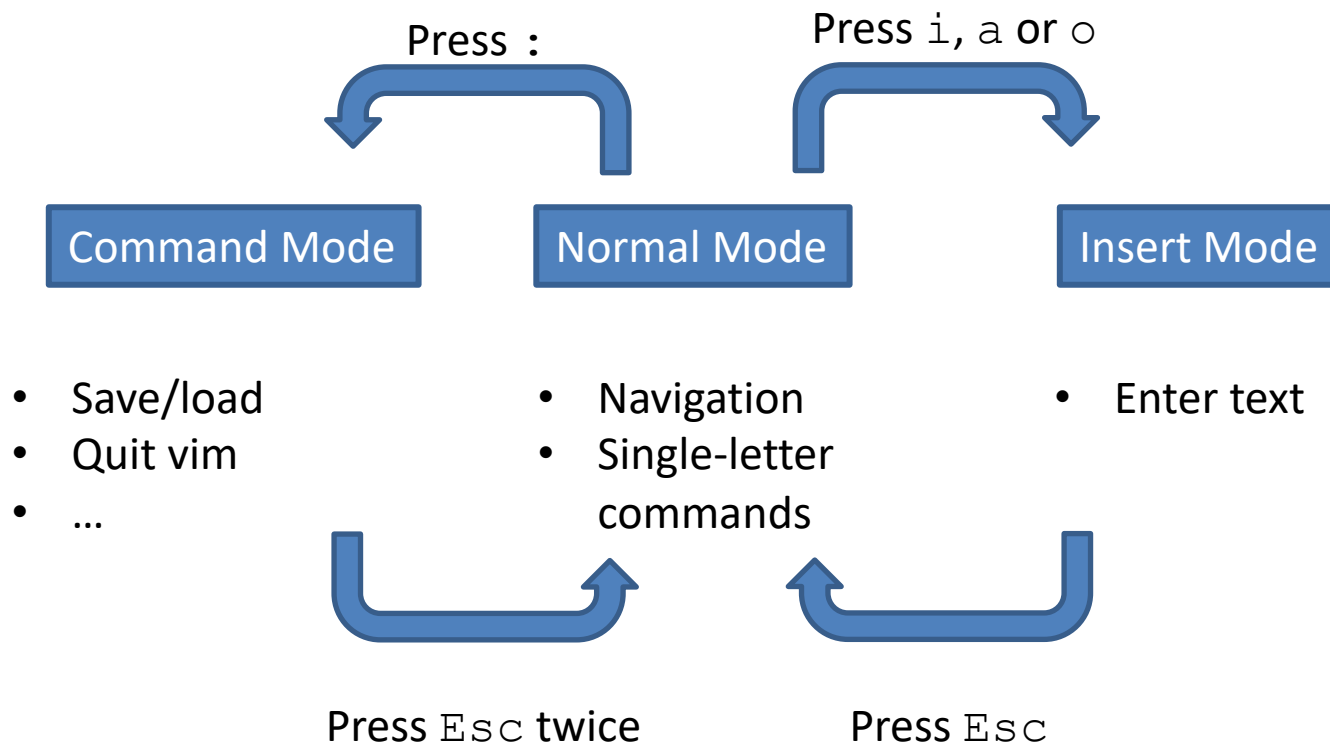 Press :
Press i, a or o
Command Mode
Normal Mode
Insert Mode
• Save/load
• Quit vim
• …
• Navigation
• Single-letter
commands
• Enter text
Press Esc twice
Press Esc